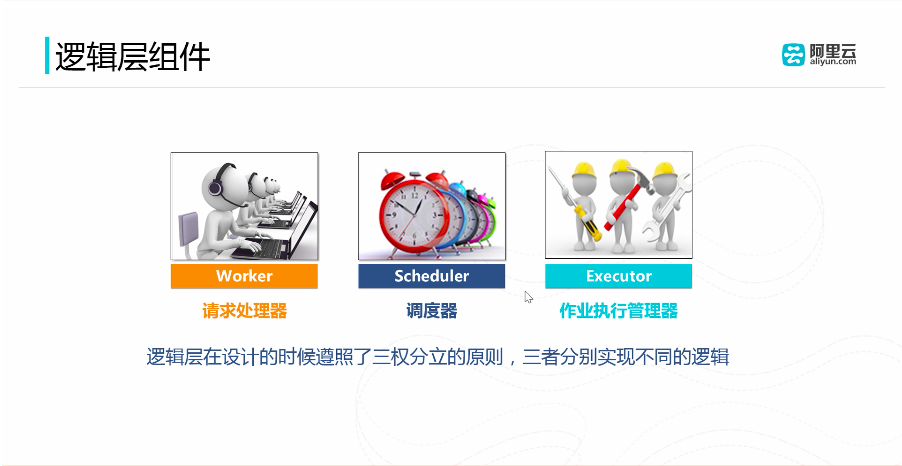 逻辑层组件
阿里云
aliyun.com
Worker
Scheduler
Executor
请求处理器
调度器
作业执行管理器
逻辑层在设计的时候遵照了三权分立的原则，三者分别实现不同的逻辑